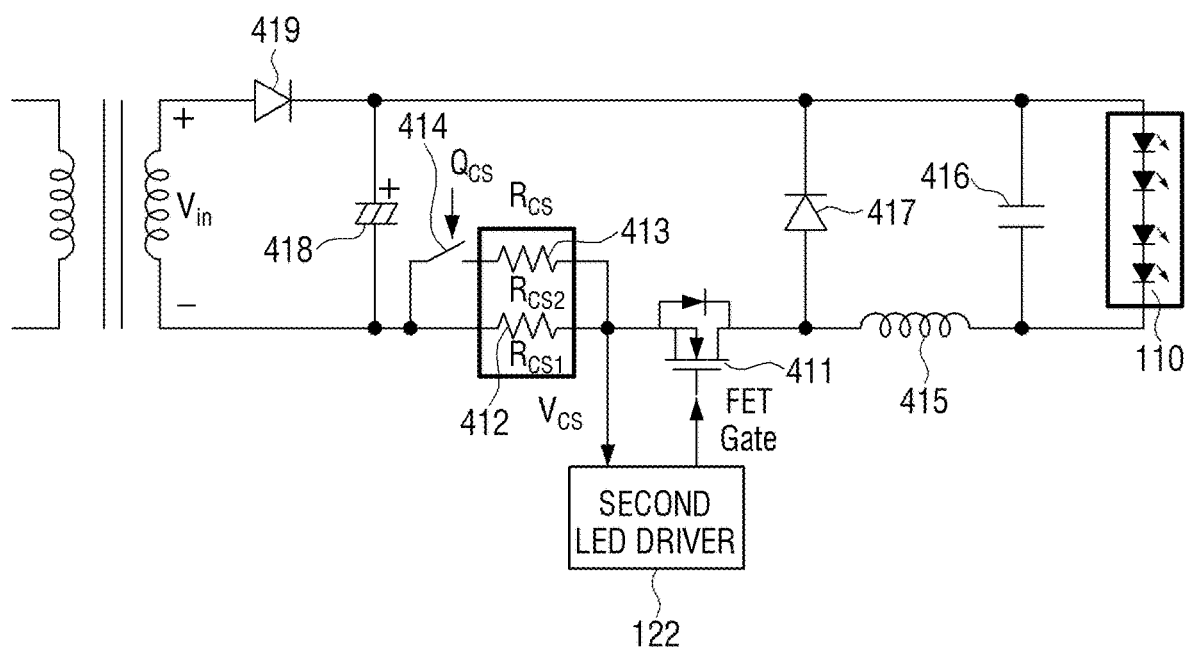 419
+
414
Q_CS
+
V_in
418
R_CS
413
R_CS2
416
417
−
R_CS1
412
V_CS
411
415
110
FET
Gate
SECOND
LED DRIVER
122